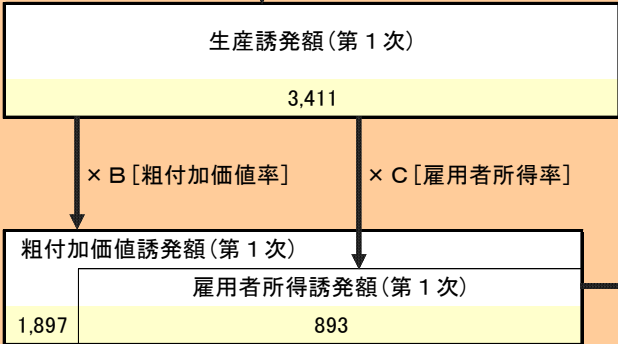 生産誘発額(第1次)
3,411
×B[粗付加価値率]
×C[雇用者所得率]
粗付加価値誘発額(第1次)
雇用者所得誘発額(第1次)
1,897
893